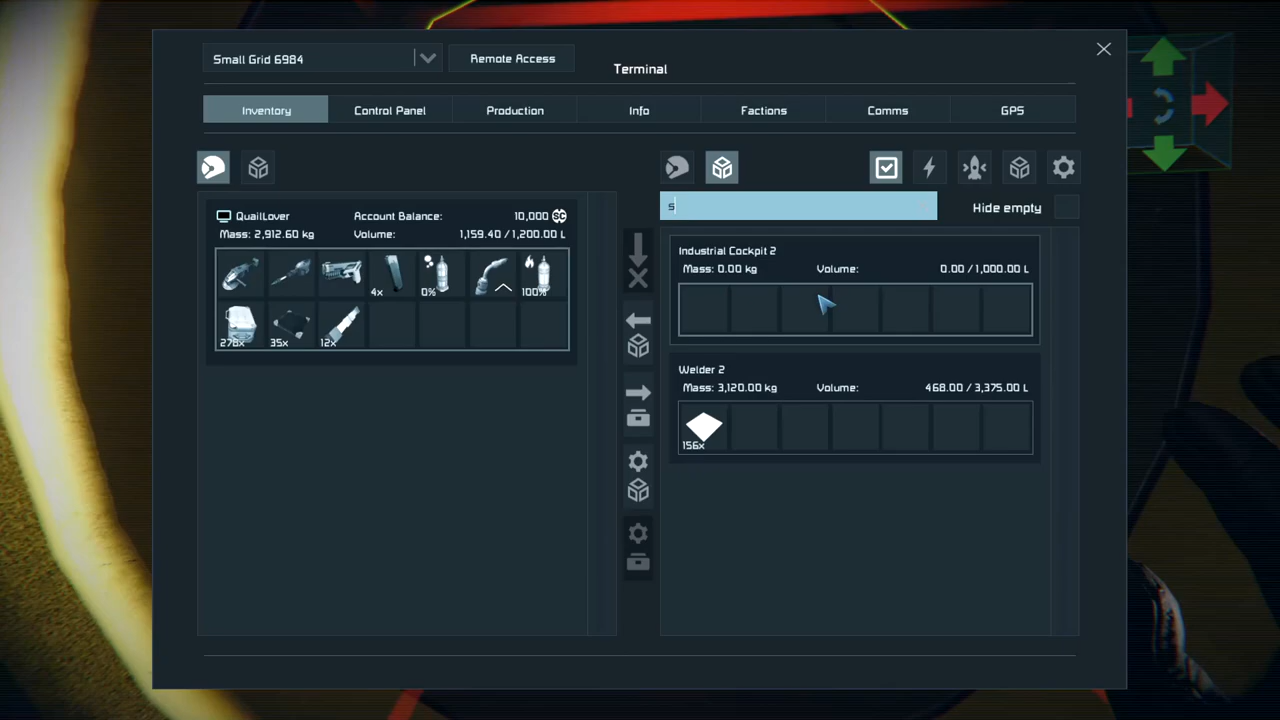 Small Grid 6984
Remote Access
Terminal
Inventory
Control Panel
Production
Info
Factions
Comms
GPS
s
Hide empty
QuailLover
Account Balance: 10,000 SC
Mass: 2,912.60 kg
Volume: 1,159.40 / 1,200.00 L
4x
0%
100%
278x
35x
12x
Industrial Cockpit 2
Mass: 0.00 kg
Volume: 0.00 / 1,000.00 L
Welder 2
Mass: 3,120.00 kg
Volume: 468.00 / 3,375.00 L
156x